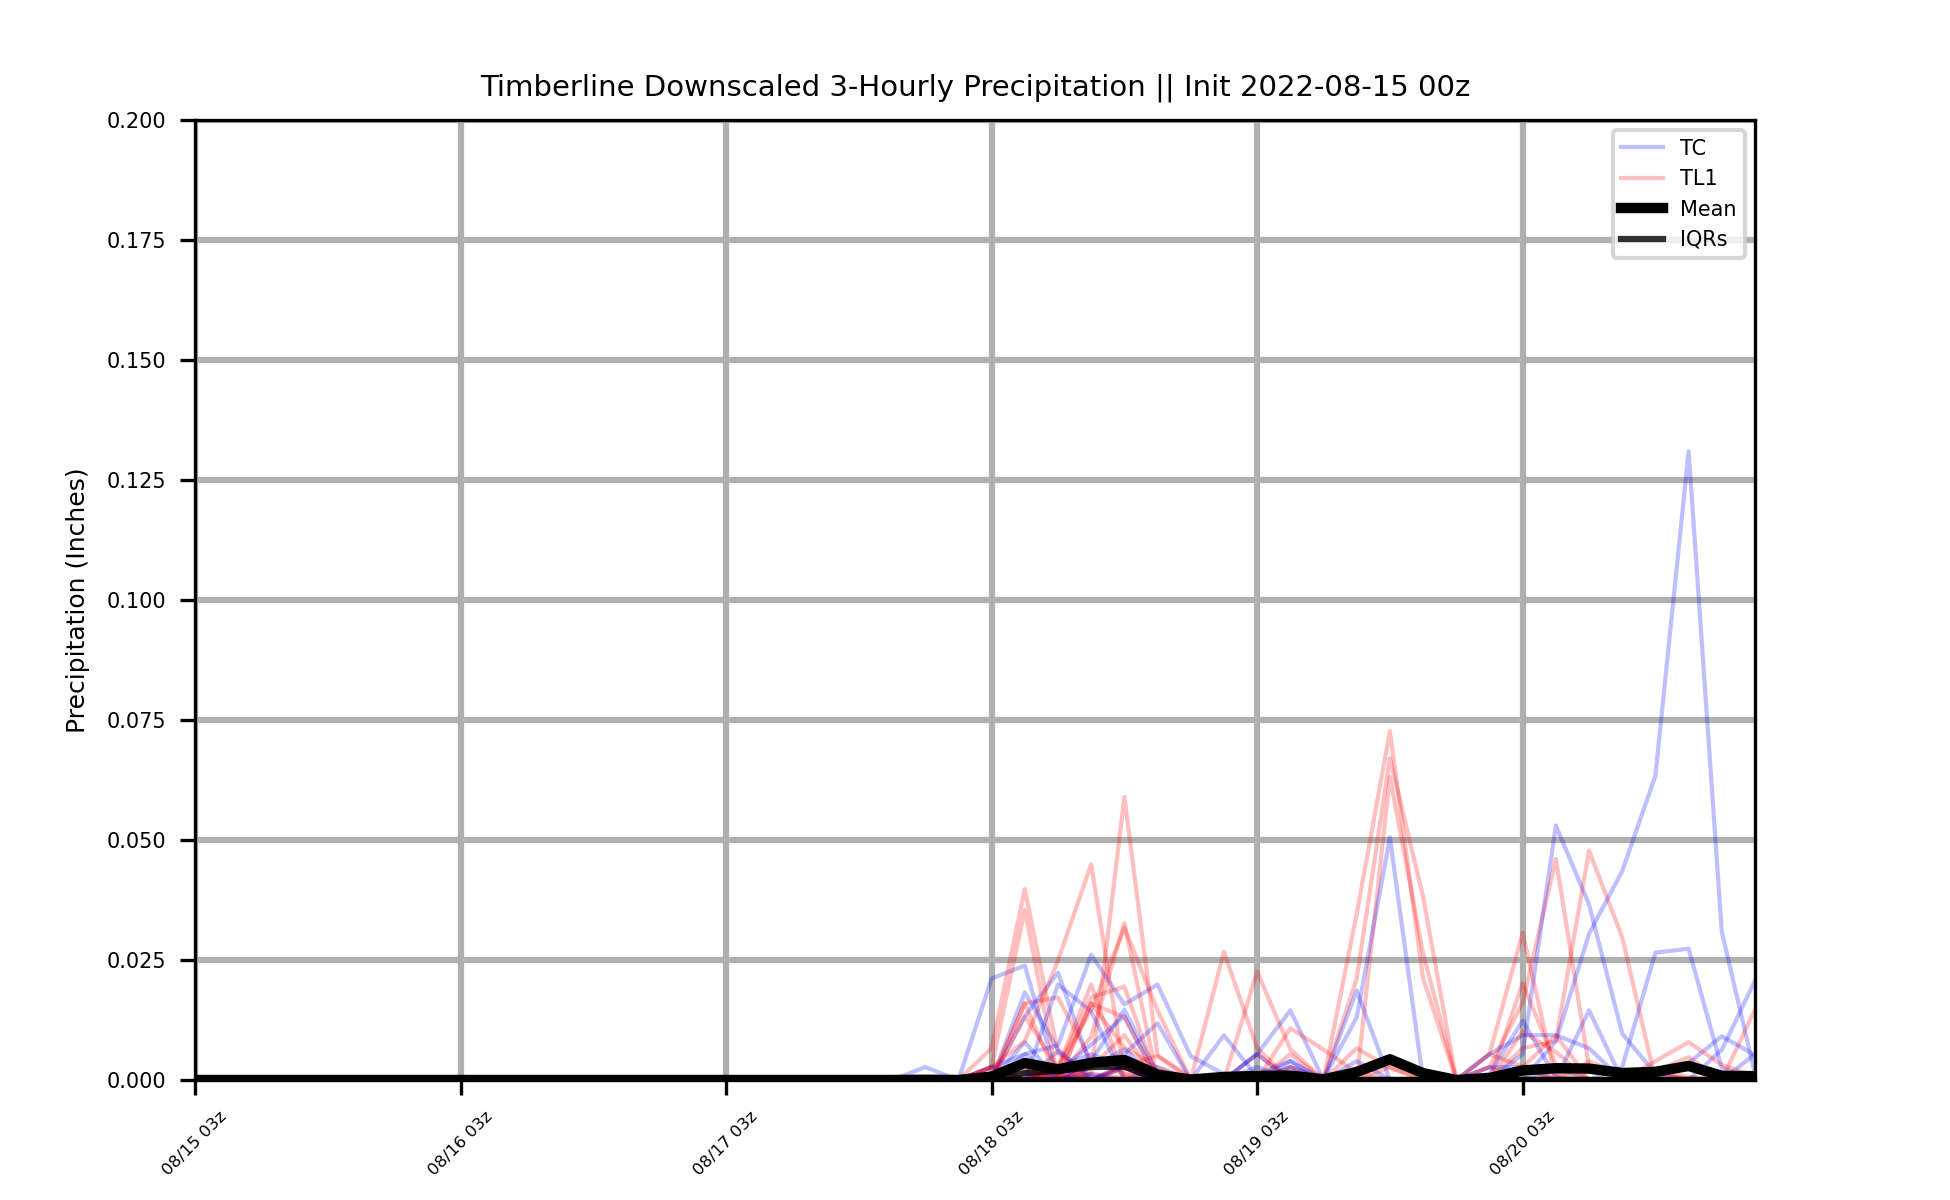 Timberline Downscaled 3-Hourly Precipitation || Init 2022-08-15 00z
Precipitation (Inches)
0.200
0.175
0.150
0.125
0.100
0.075
0.050
0.025
0.000
TC
TL1
Mean
IQRs
08/15 03z
08/16 03z
08/17 03z
08/18 03z
08/19 03z
08/20 03z